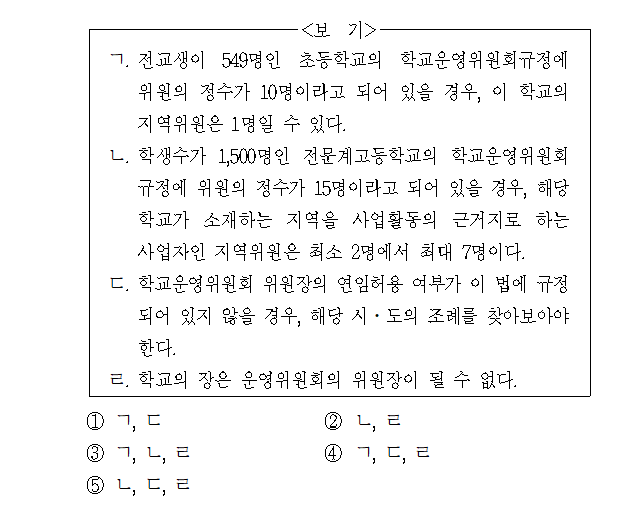 <보 기>
ㄱ. 전교생이 549명인 초등학교의 학교운영위원회규정에
위원의 정수가 10명이라고 되어 있을 경우, 이 학교의
지역위원은 1명일 수 있다.
ㄴ. 학생수가 1,500명인 전문계고등학교의 학교운영위원회
규정에 위원의 정수가 15명이라고 되어 있을 경우, 해당
학교가 소재하는 지역을 사업활동의 근거지로 하는
사업자인 지역위원은 최소 2명에서 최대 7명이다.
ㄷ. 학교운영위원회 위원장의 연임허용 여부가 이 법에 규정
되어 있지 않을 경우, 해당 시·도의 조례를 찾아보아야
한다.
ㄹ. 학교의 장은 운영위원회의 위원장이 될 수 없다.
① ㄱ, ㄷ ② ㄴ, ㄹ
③ ㄱ, ㄴ, ㄹ ④ ㄱ, ㄷ, ㄹ
⑤ ㄴ, ㄷ, ㄹ